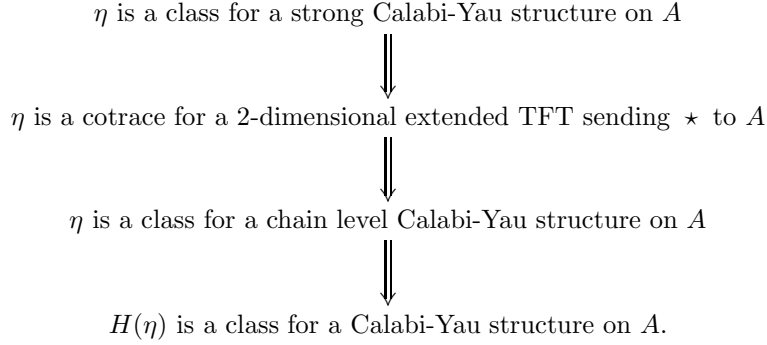 η is a class for a strong Calabi-Yau structure on A
η is a cotrace for a 2-dimensional extended TFT sending ⋆ to A
η is a class for a chain level Calabi-Yau structure on A
H(η) is a class for a Calabi-Yau structure on A.